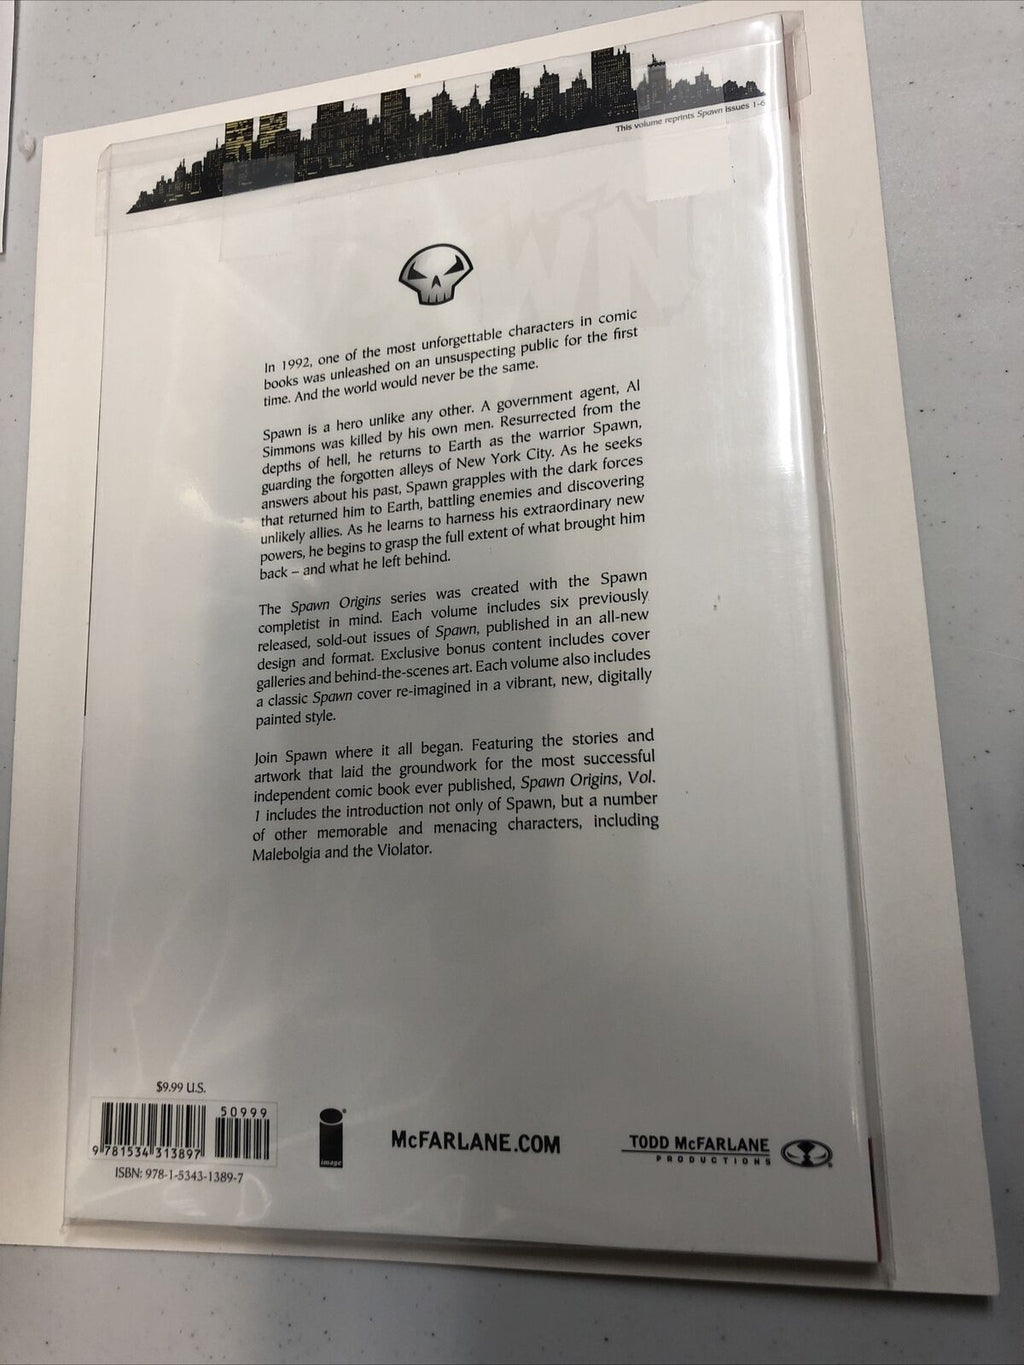 This volume reprints Spawn issues 1-6
In 1992, one of the most unforgettable characters in comic
books was unleashed on an unsuspecting public for the first
time. And the world would never be the same.
Spawn is a hero unlike any other. A government agent, Al
Simmons was killed by his own men. Resurrected from the
depths of hell, he returns to Earth as the warrior Spawn,
guarding the forgotten alleys of New York City. As he seeks
answers about his past, Spawn grapples with the dark forces
that returned him to Earth, battling enemies and discovering
unlikely allies. As he learns to harness his extraordinary new
powers, he begins to grasp the full extent of what brought him
back – and what he left behind.
The Spawn Origins series was created with the Spawn
completist in mind. Each volume includes six previously
released, sold-out issues of Spawn, published in an all-new
design and format. Exclusive bonus content includes cover
galleries and behind-the-scenes art. Each volume also includes
a classic Spawn cover re-imagined in a vibrant, new, digitally
painted style.
Join Spawn where it all began. Featuring the stories and
artwork that laid the groundwork for the most successful
independent comic book ever published, Spawn Origins, Vol.
1 includes the introduction not only of Spawn, but a number
of other memorable and menacing characters, including
Malebolgia and the Violator.
$9.99 U.S.
50999
9 781534 313897
ISBN: 978-1-5343-1389-7
image
McFARLANE.COM
TODD McFARLANE
PRODUCTIONS